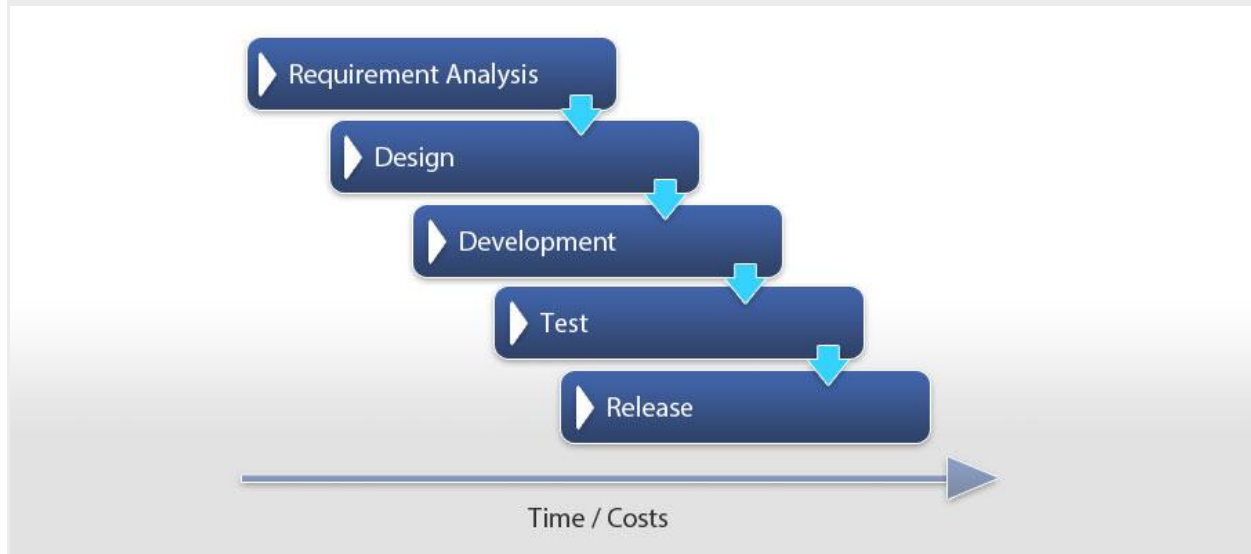 Requirement Analysis
Design
Development
Test
Release
Time / Costs